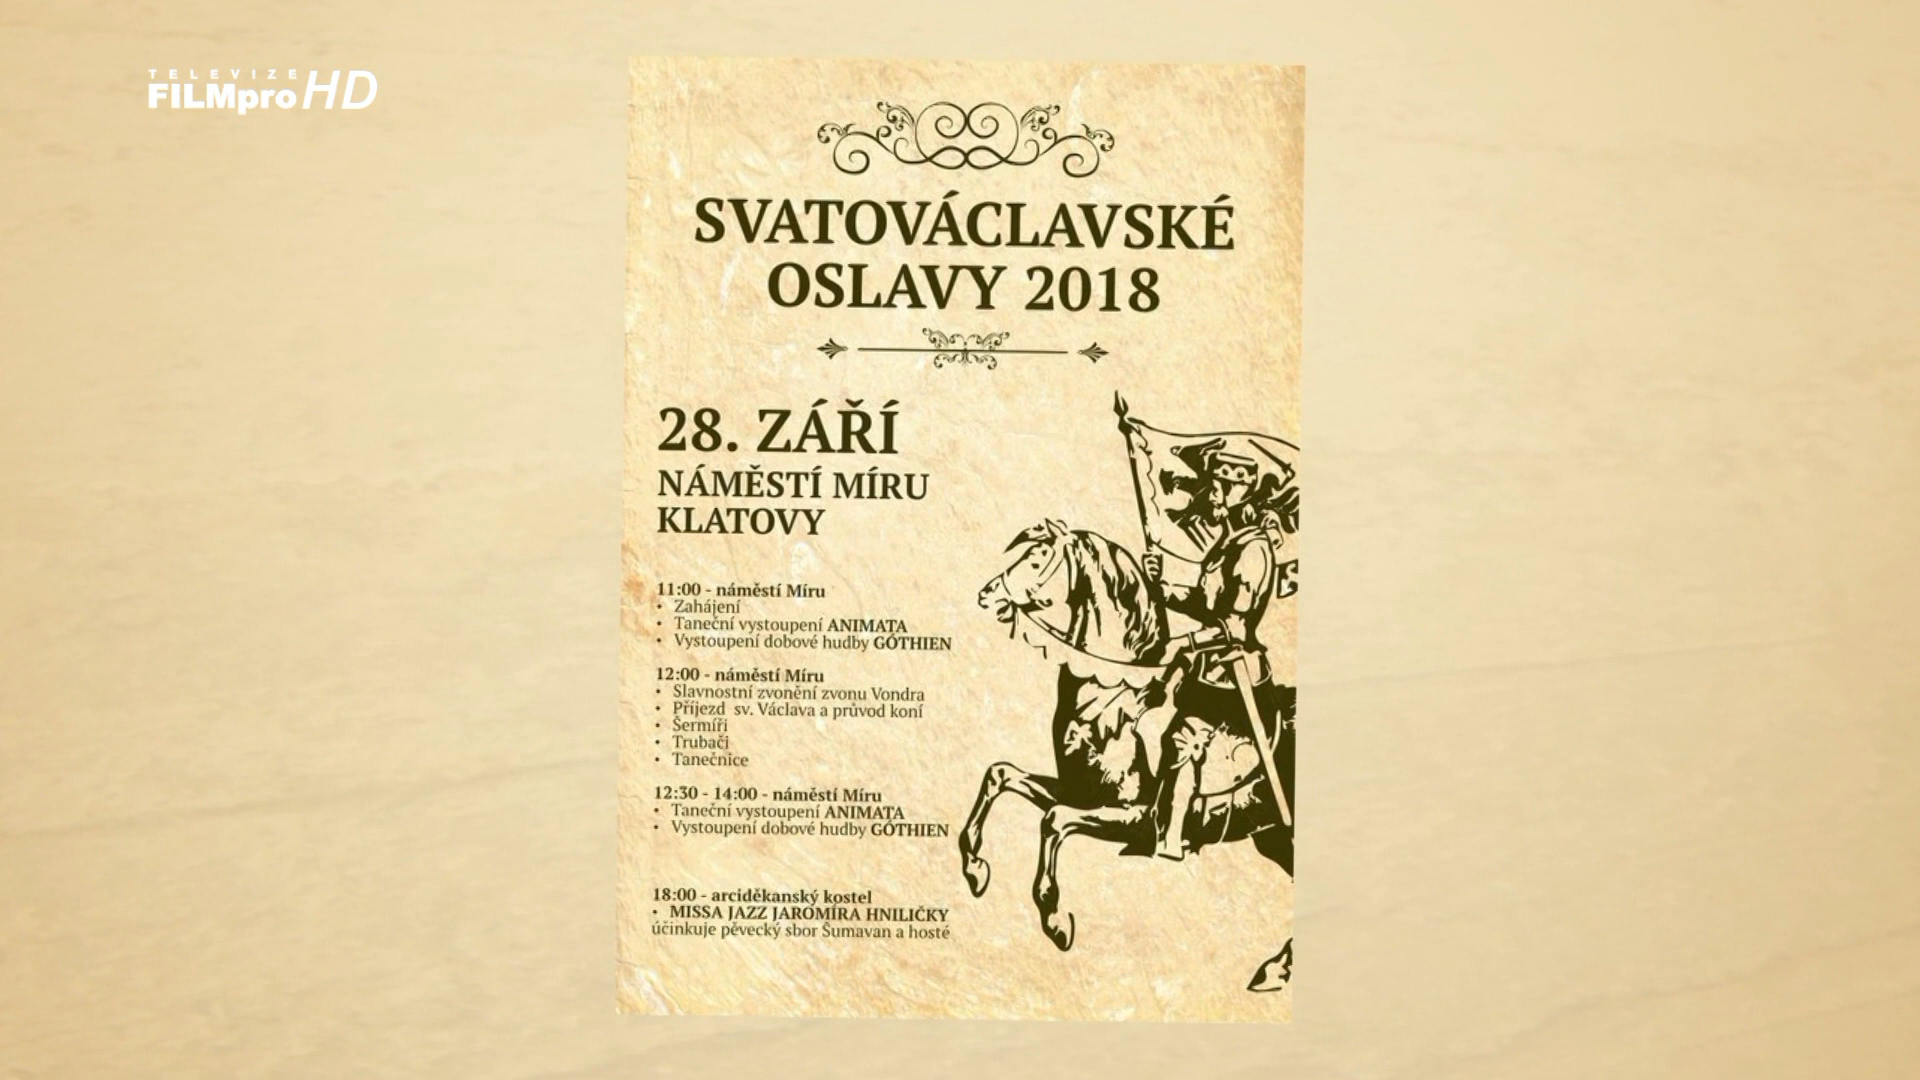 TELEVIZE
FILMpro HD
SVATOVÁCLAVSKÉ
OSLAVY 2018
28. ZÁŘÍ
NÁMĚSTÍ MÍRU
KLATOVY
11:00 - náměstí Míru
• Zahájení
• Taneční vystoupení ANIMATA
• Vystoupení dobové hudby GÓTHIEN
12:00 - náměstí Míru
• Slavnostní zvonění zvonu Vondra
• Příjezd sv. Václava a průvod koní
• Šermíři
• Trubači
• Tanečnice
12:30 - 14:00 - náměstí Míru
• Taneční vystoupení ANIMATA
• Vystoupení dobové hudby GÓTHIEN
18:00 - arciděkanský kostel
• MISSA JAZZ JAROMÍRA HNILIČKY
účinkuje pěvecký sbor Šumavan a hosté